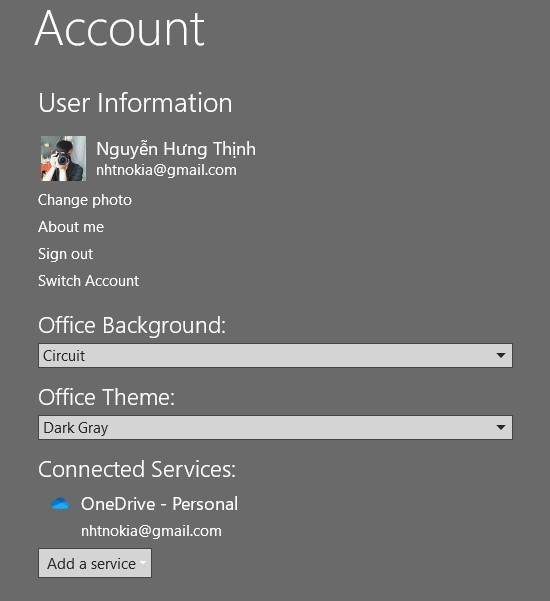 Account
User Information
Nguyễn Hưng Thịnh
nhtnokia@gmail.com
Change photo
About me
Sign out
Switch Account
Office Background:
Circuit
Office Theme:
Dark Gray
Connected Services:
OneDrive - Personal
nhtnokia@gmail.com
Add a service